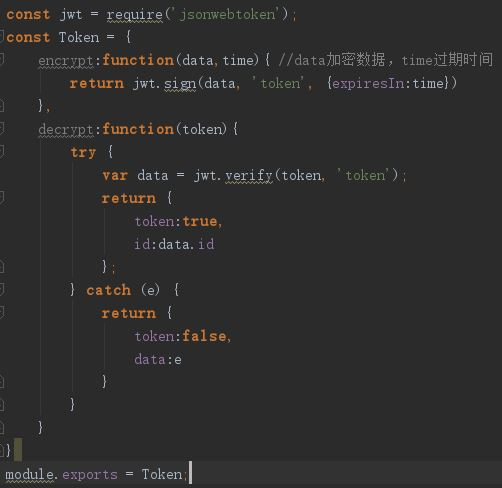 const jwt = require('jsonwebtoken');
const Token = {
    encrypt:function(data,time){ //data加密数据，time过期时间
        return jwt.sign(data, 'token', {expiresIn:time})
    },
    decrypt:function(token){
        try {
            var data = jwt.verify(token, 'token');
            return {
                token:true,
                id:data.id
            };
        } catch (e) {
            return {
                token:false,
                data:e
            }
        }
    }
}
module.exports = Token;